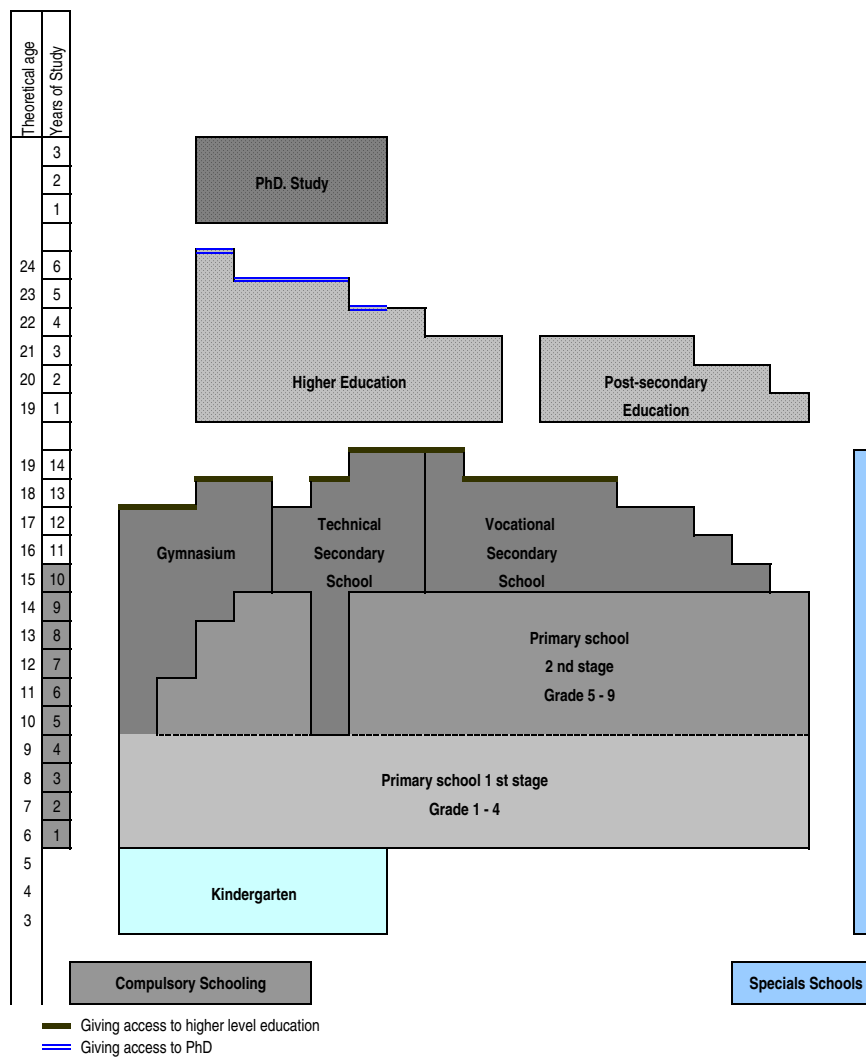 Theoretical age
Years of Study
3
2
1
PhD. Study
24 6
23 5
22 4
21 3
20 2
19 1
Higher Education
Post-secondary
Education
19 14
18 13
17 12
16 11
15 10
14 9
13 8
12 7
11 6
10 5
9 4
8 3
7 2
6 1
5
4
3
Gymnasium
Technical
Secondary
School
Vocational
Secondary
School
Primary school
2 nd stage
Grade 5 - 9
Primary school 1 st stage
Grade 1 - 4
Kindergarten
Compulsory Schooling
Specials Schools
Giving access to higher level education
Giving access to PhD